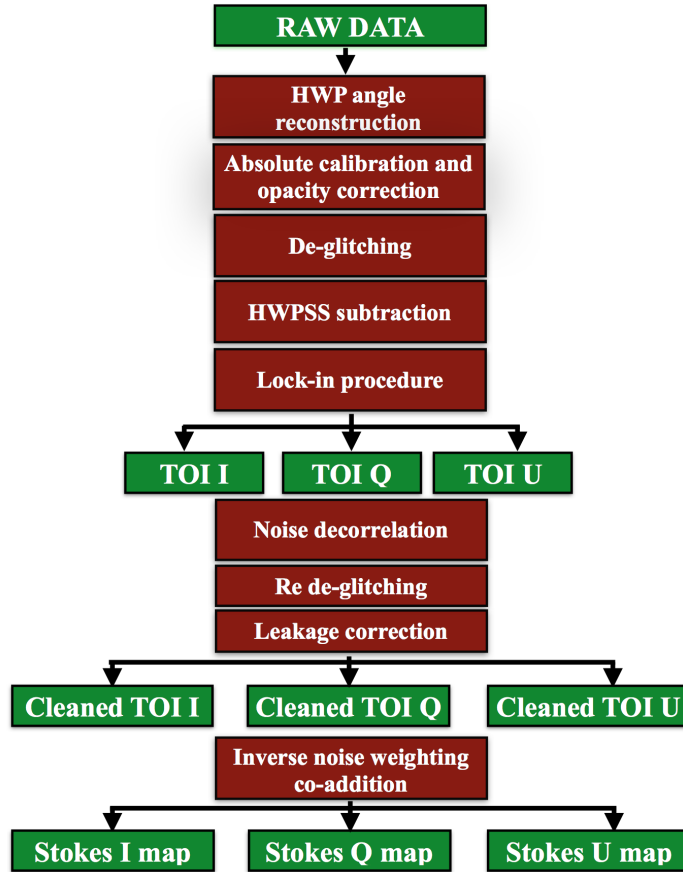 RAW DATA
HWP angle
reconstruction
Absolute calibration and
opacity correction
De-glitching
HWPSS subtraction
Lock-in procedure
TOI I
TOI Q
TOI U
Noise decorrelation
Re de-glitching
Leakage correction
Cleaned TOI I
Cleaned TOI Q
Cleaned TOI U
Inverse noise weighting
co-addition
Stokes I map
Stokes Q map
Stokes U map